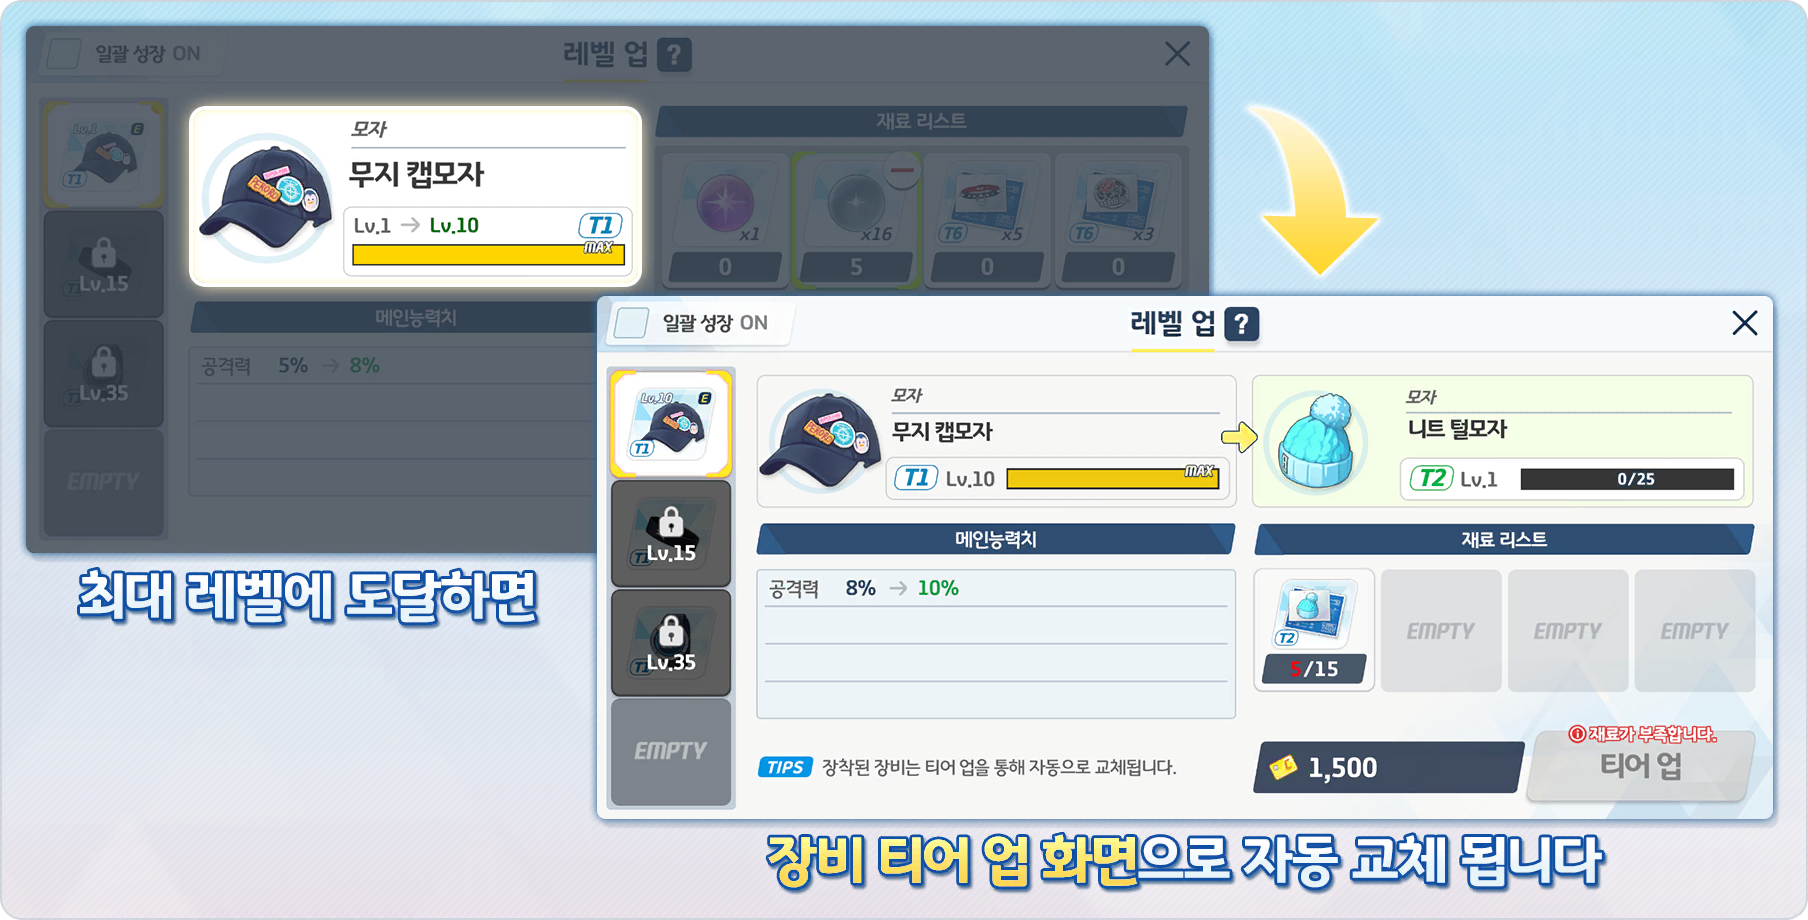 일괄 성장 ON
레벨 업 ?
Lv.1 E
T1
Lv.15
Lv.35
EMPTY
모자
무지 캡모자
Lv.1 → Lv.10 T1
MAX
재료 리스트
x1 x16 T6 x5 T6 x3
0 5 0 0
메인능력치
공격력 5% → 8%
최대 레벨에 도달하면
일괄 성장 ON
레벨 업 ?
Lv.10 E
T1
T1
Lv.15
T1
Lv.35
EMPTY
모자
무지 캡모자
T1 Lv.10 MAX
모자
니트 털모자
T2 Lv.1 0/25
메인능력치
공격력 8% → 10%
재료 리스트
T2
5/15
EMPTY EMPTY EMPTY
TIPS 장착된 장비는 티어 업을 통해 자동으로 교체됩니다.
1,500
재료가 부족합니다.
티어 업
장비 티어 업 화면으로 자동 교체 됩니다